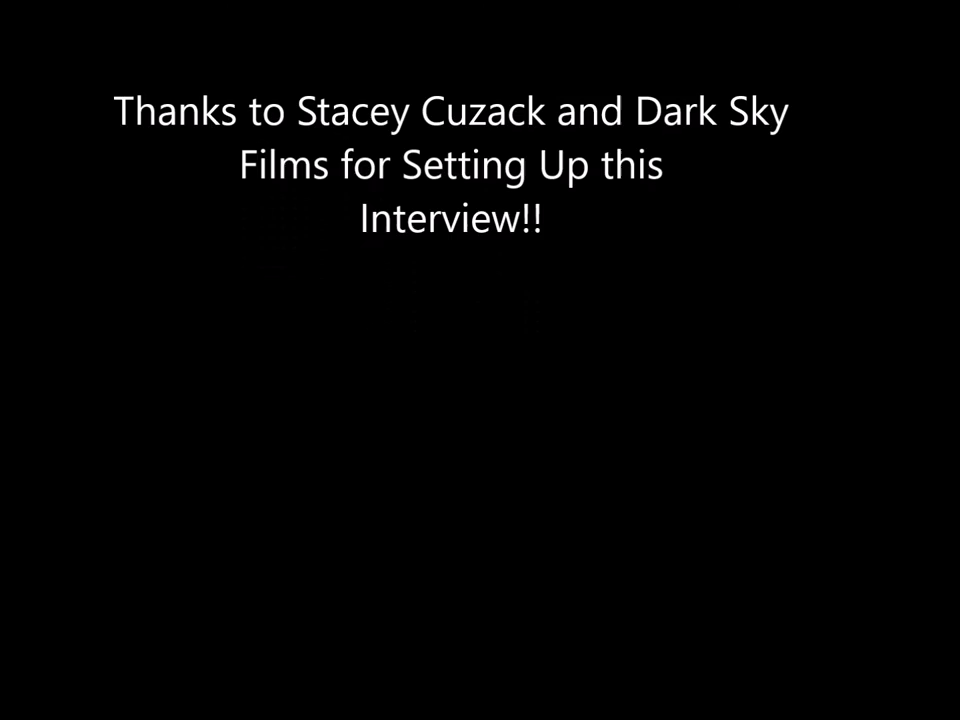 Thanks to Stacey Cuzack and Dark Sky
Films for Setting Up this
Interview!!